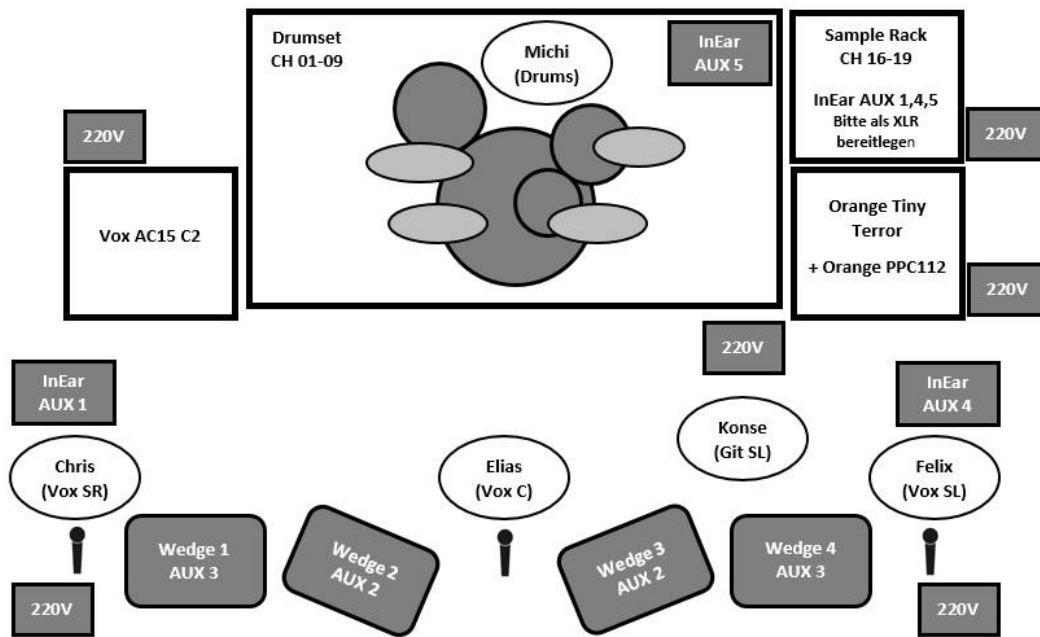 Drumset
CH 01-09
Michi
(Drums)
InEar
AUX 5
Sample Rack
CH 16-19
InEar AUX 1,4,5
Bitte als XLR
bereitlegen
220V
220V
Vox AC15 C2
Orange Tiny
Terror
+ Orange PPC112
220V
220V
InEar
AUX 1
InEar
AUX 4
Chris
(Vox SR)
Elias
(Vox C)
Konse
(Git SL)
Felix
(Vox SL)
Wedge 1
AUX 3
Wedge 2
AUX 2
Wedge 3
AUX 2
Wedge 4
AUX 3
220V
220V